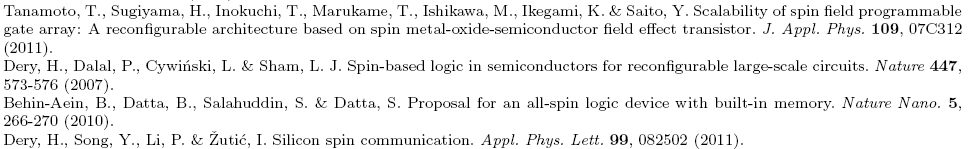 Tanamoto, T., Sugiyama, H., Inokuchi, T., Marukame, T., Ishikawa, M., Ikegami, K. & Saito, Y. Scalability of spin field programmable
gate array: A reconfigurable architecture based on spin metal-oxide-semiconductor field effect transistor. J. Appl. Phys. 109, 07C312
(2011).
Dery, H., Dalal, P., Cywiński, L. & Sham, L. J. Spin-based logic in semiconductors for reconfigurable large-scale circuits. Nature 447,
573-576 (2007).
Behin-Aein, B., Datta, B., Salahuddin, S. & Datta, S. Proposal for an all-spin logic device with built-in memory. Nature Nano. 5,
266-270 (2010).
Dery, H., Song, Y., Li, P. & Žutić, I. Silicon spin communication. Appl. Phys. Lett. 99, 082502 (2011).